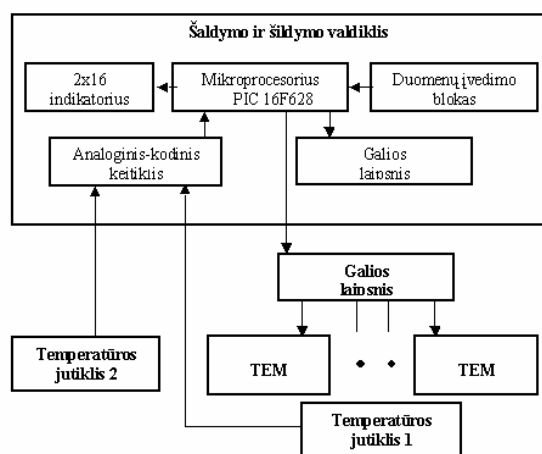 Šaldymo ir šildymo valdiklis
2x16
indikatorius
Mikroprocesorius
PIC 16F628
Duomenų įvedimo
blokas
Analoginis-kodinis
keitiklis
Galios
laipsnis
Galios
laipsnis
TEM
TEM
Temperatūros
jutiklis 2
Temperatūros
jutiklis 1